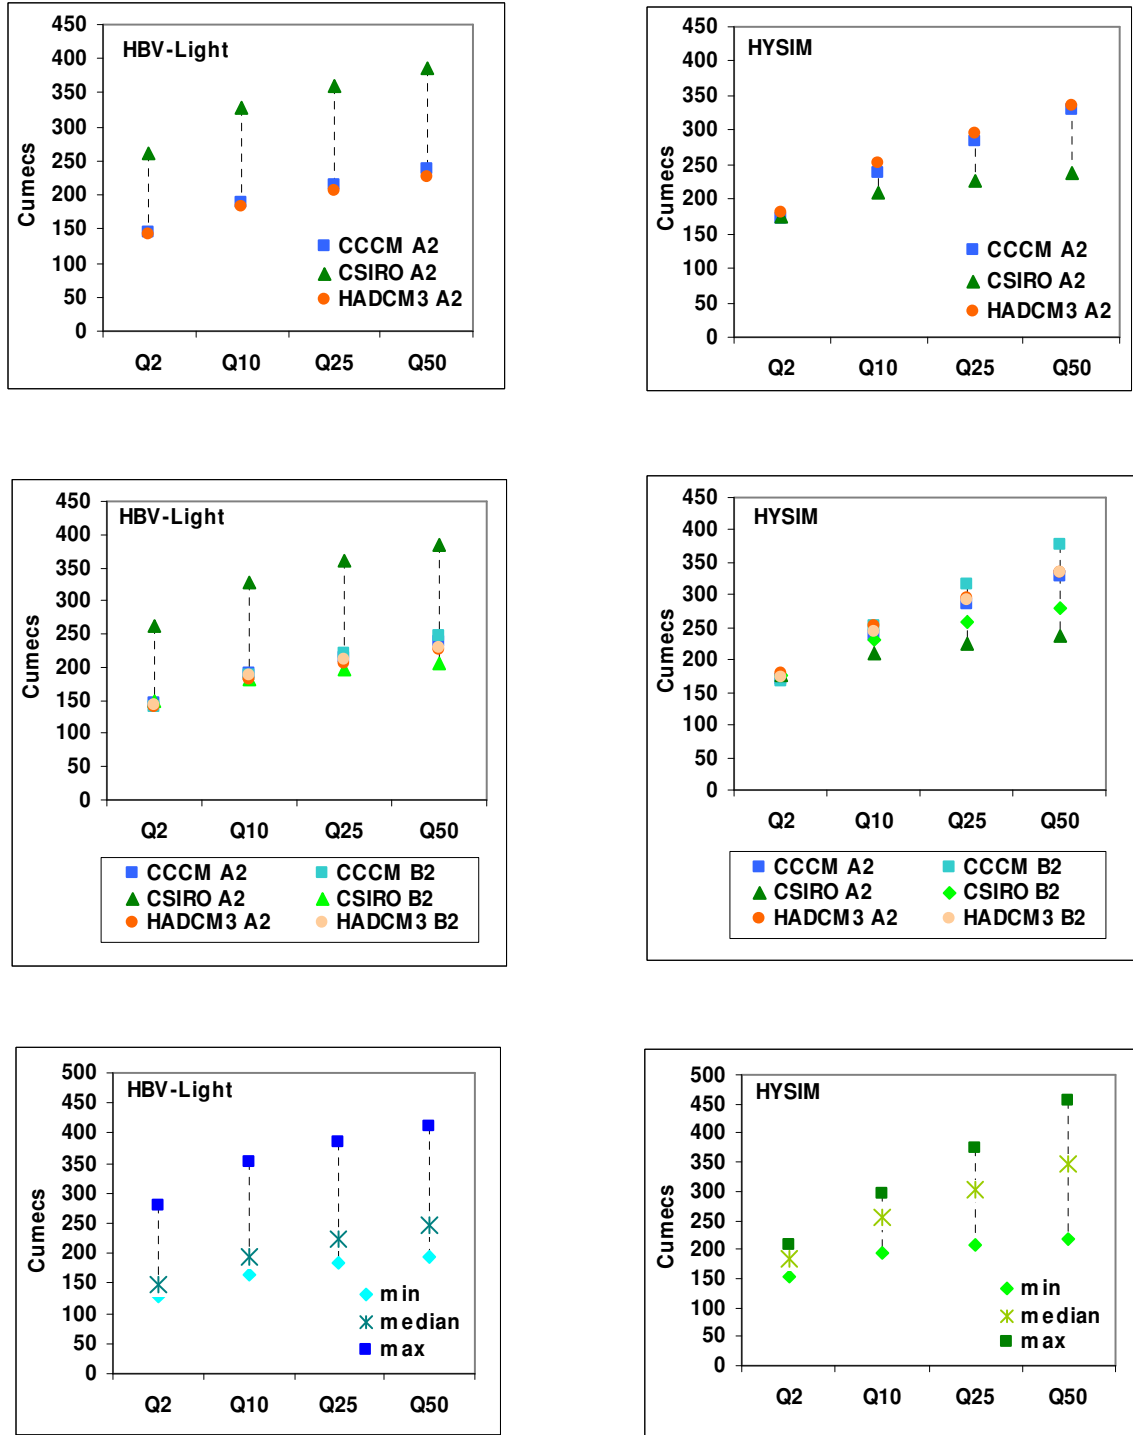 HBV-Light
450
400
350
300
250
200
150
100
50
0
Cumecs
Q2 Q10 Q25 Q50
CCCM A2
CSIRO A2
HADCM3 A2
HYSIM
450
400
350
300
250
200
150
100
50
0
Cumecs
Q2 Q10 Q25 Q50
CCCM A2
CSIRO A2
HADCM3 A2
HBV-Light
450
400
350
300
250
200
150
100
50
0
Cumecs
Q2 Q10 Q25 Q50
CCCM A2 CCCM B2
CSIRO A2 CSIRO B2
HADCM3 A2 HADCM3 B2
HYSIM
450
400
350
300
250
200
150
100
50
0
Cumecs
Q2 Q10 Q25 Q50
CCCM A2 CCCM B2
CSIRO A2 CSIRO B2
HADCM3 A2 HADCM3 B2
HBV-Light
500
450
400
350
300
250
200
150
100
50
0
Cumecs
Q2 Q10 Q25 Q50
min
median
max
HYSIM
500
450
400
350
300
250
200
150
100
50
0
Cumecs
Q2 Q10 Q25 Q50
min
median
max